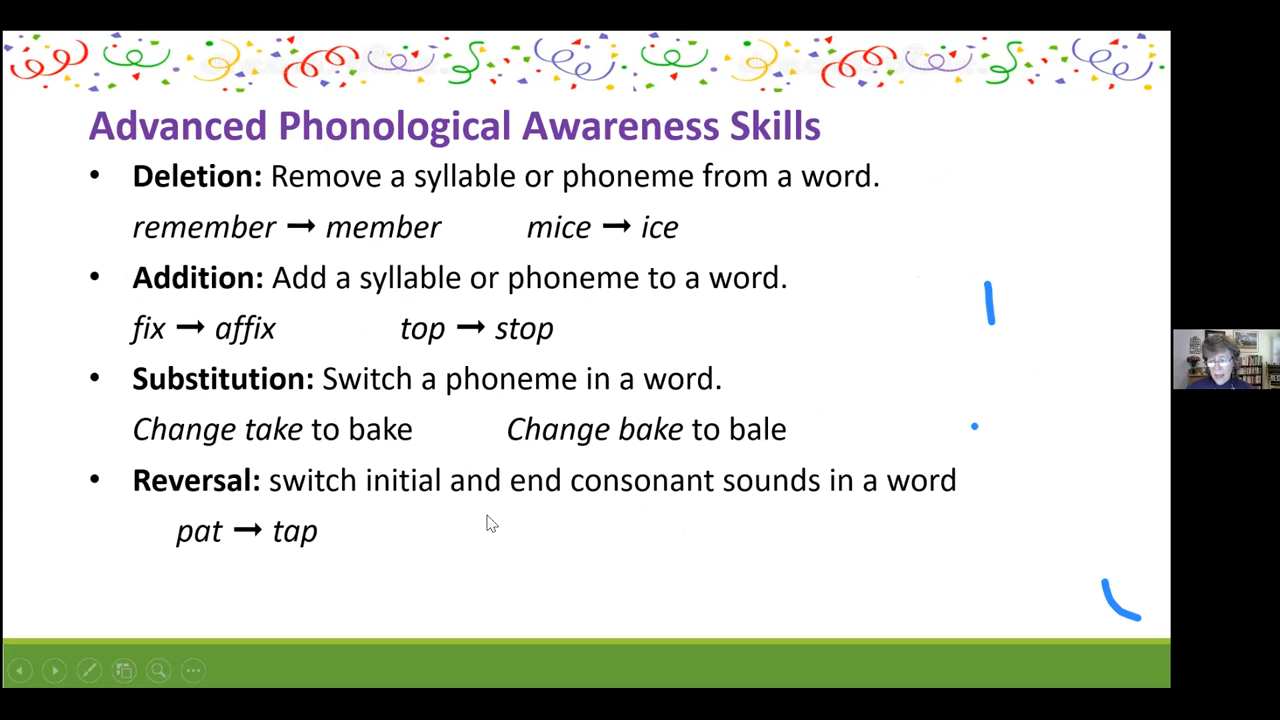 Advanced Phonological Awareness Skills
• Deletion: Remove a syllable or phoneme from a word.
remember → member mice → ice
• Addition: Add a syllable or phoneme to a word.
fix → affix top → stop
• Substitution: Switch a phoneme in a word.
Change take to bake Change bake to bale
• Reversal: switch initial and end consonant sounds in a word
pat → tap